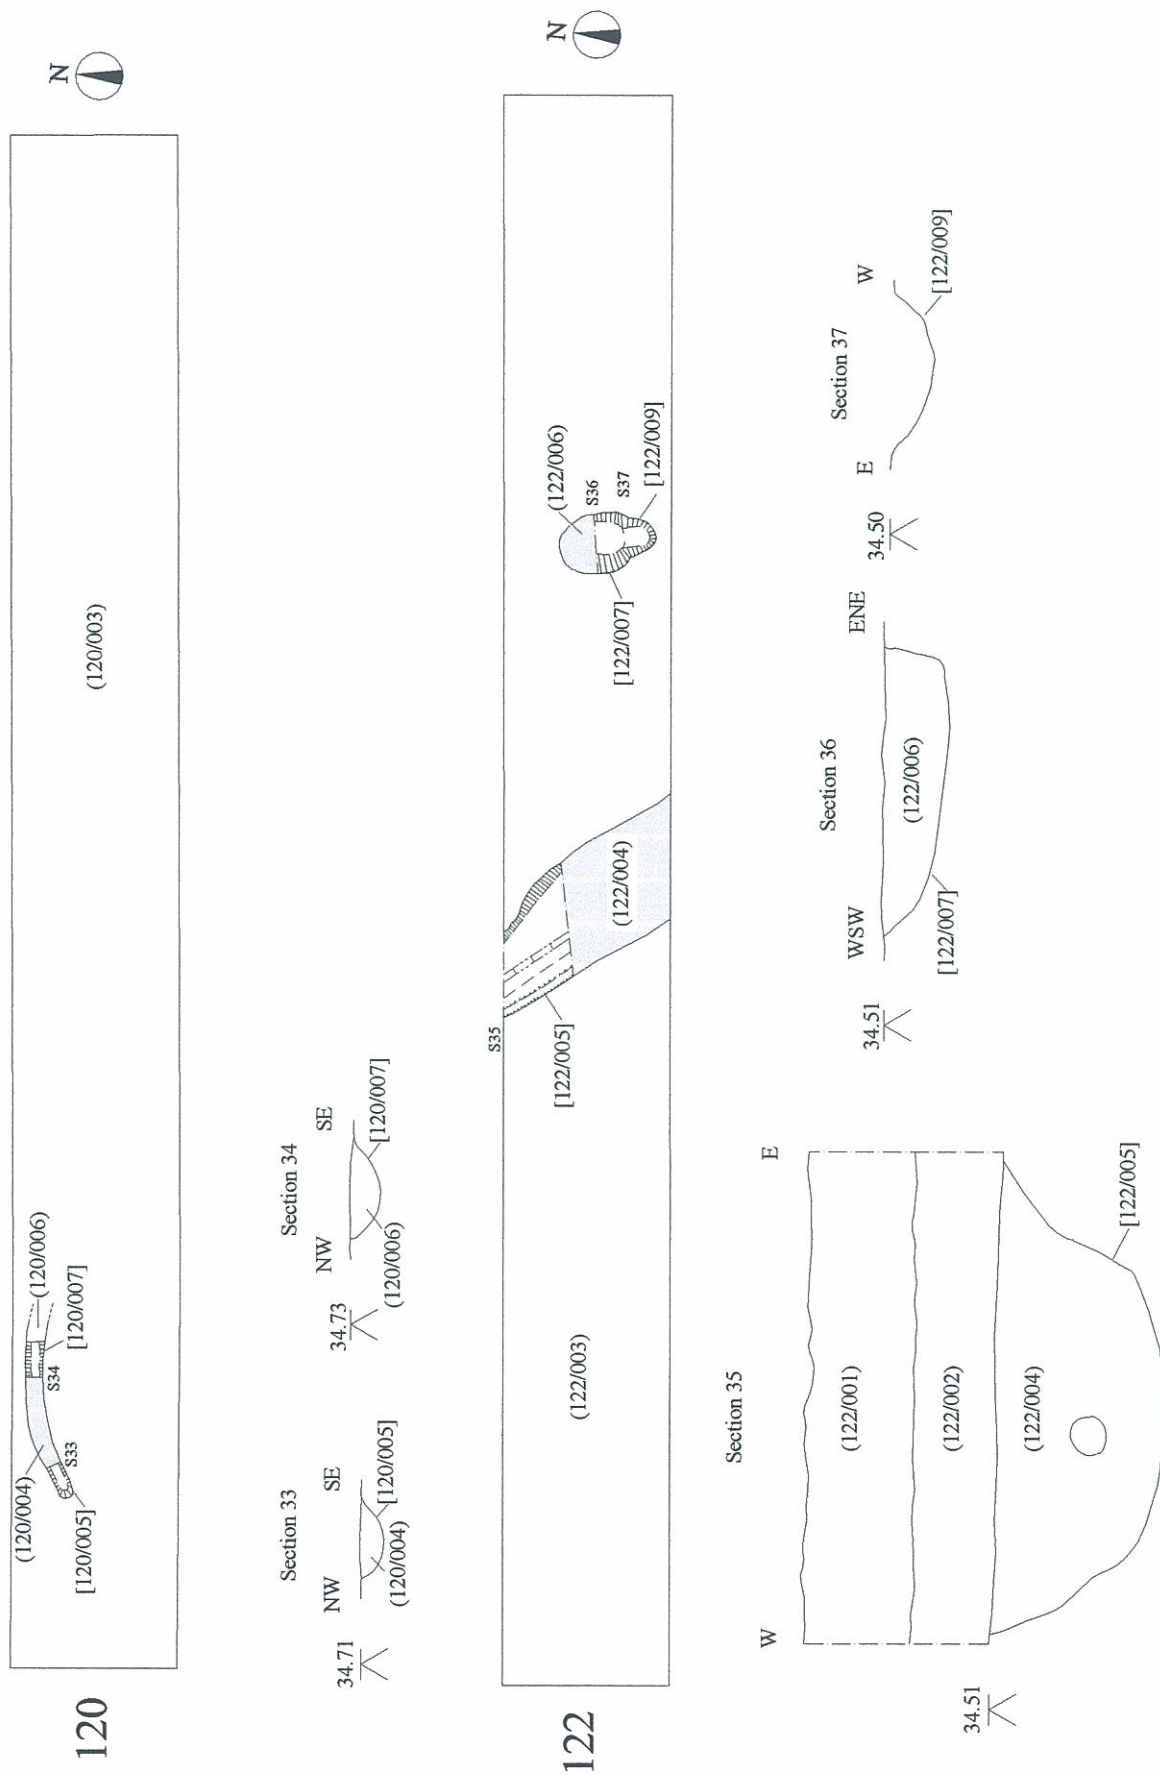 120
N
(120/003)
(120/004)
(120/006)
S33
S34
[120/005]
[120/007]
Section 33
NW SE
34.71
(120/004)
[120/005]
Section 34
NW SE
34.73
(120/006)
[120/007]
122
N
S35
(122/003)
[122/005]
(122/004)
(122/006)
S36
S37
[122/007]
[122/009]
Section 35
W E
(122/001)
(122/002)
34.51
(122/004)
[122/005]
Section 36
WSW ENE
34.51
(122/006)
[122/007]
Section 37
E W
34.50
[122/009]